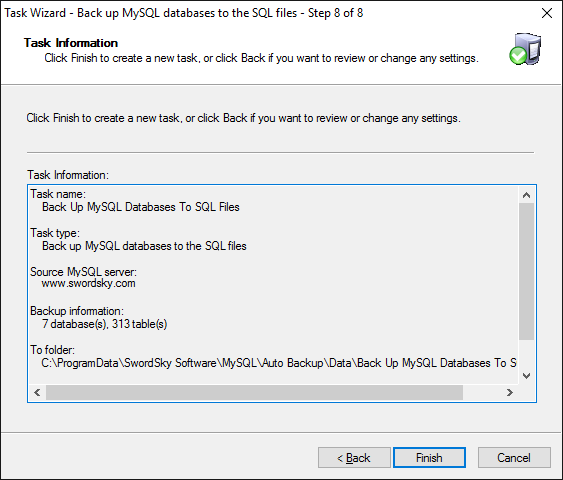 Task Wizard - Back up MySQL databases to the SQL files - Step 8 of 8
Task Information
Click Finish to create a new task, or click Back if you want to review or change any settings.
Click Finish to create a new task, or click Back if you want to review or change any settings.
Task Information:
Task name:
Back Up MySQL Databases To SQL Files
Task type:
Back up MySQL databases to the SQL files
Source MySQL server:
www.swordsky.com
Backup information:
7 database(s), 313 table(s)
To folder:
C:\ProgramData\SwordSky Software\MySQL\Auto Backup\Data\Back Up MySQL Databases To S
< Back
Finish
Cancel